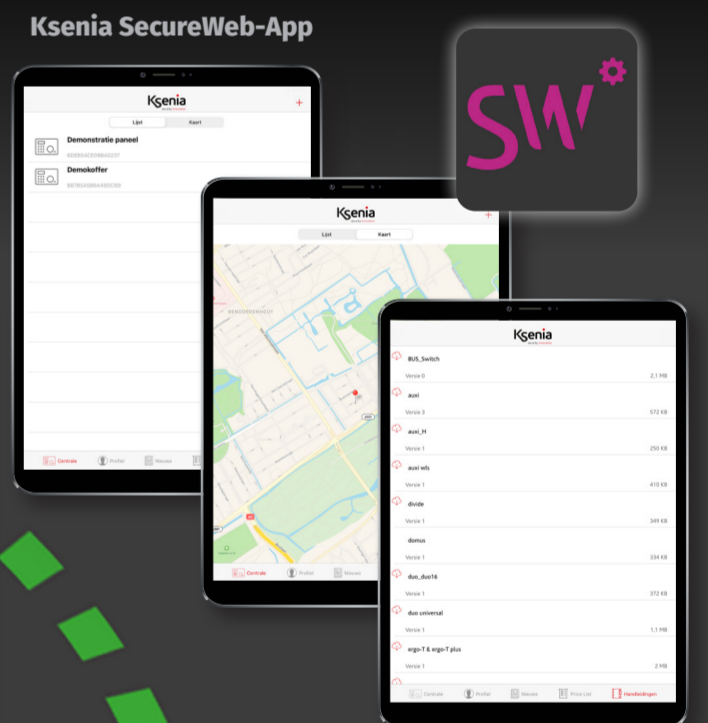 Ksenia SecureWeb-App
SW
Ksenia
+
Lijst Kaart
Demonstratie paneel
Demokoffer
Centrale Profiel Nieuws
Ksenia
+
Lijst Kaart
Centrale Profiel Nieuws
Ksenia
BUS_Switch
Versie 0 2,1 MB
auxi
Versie 3 572 KB
auxi_H
Versie 1 250 KB
auxi wls
Versie 1 410 KB
divide
Versie 1 349 KB
domus
Versie 1 334 KB
duo_duo16
Versie 1 372 KB
duo universal
Versie 1 1,1 MB
ergo-T & ergo-T plus
Versie 1 2 MB
Centrale Profiel Nieuws Price List Handleidingen